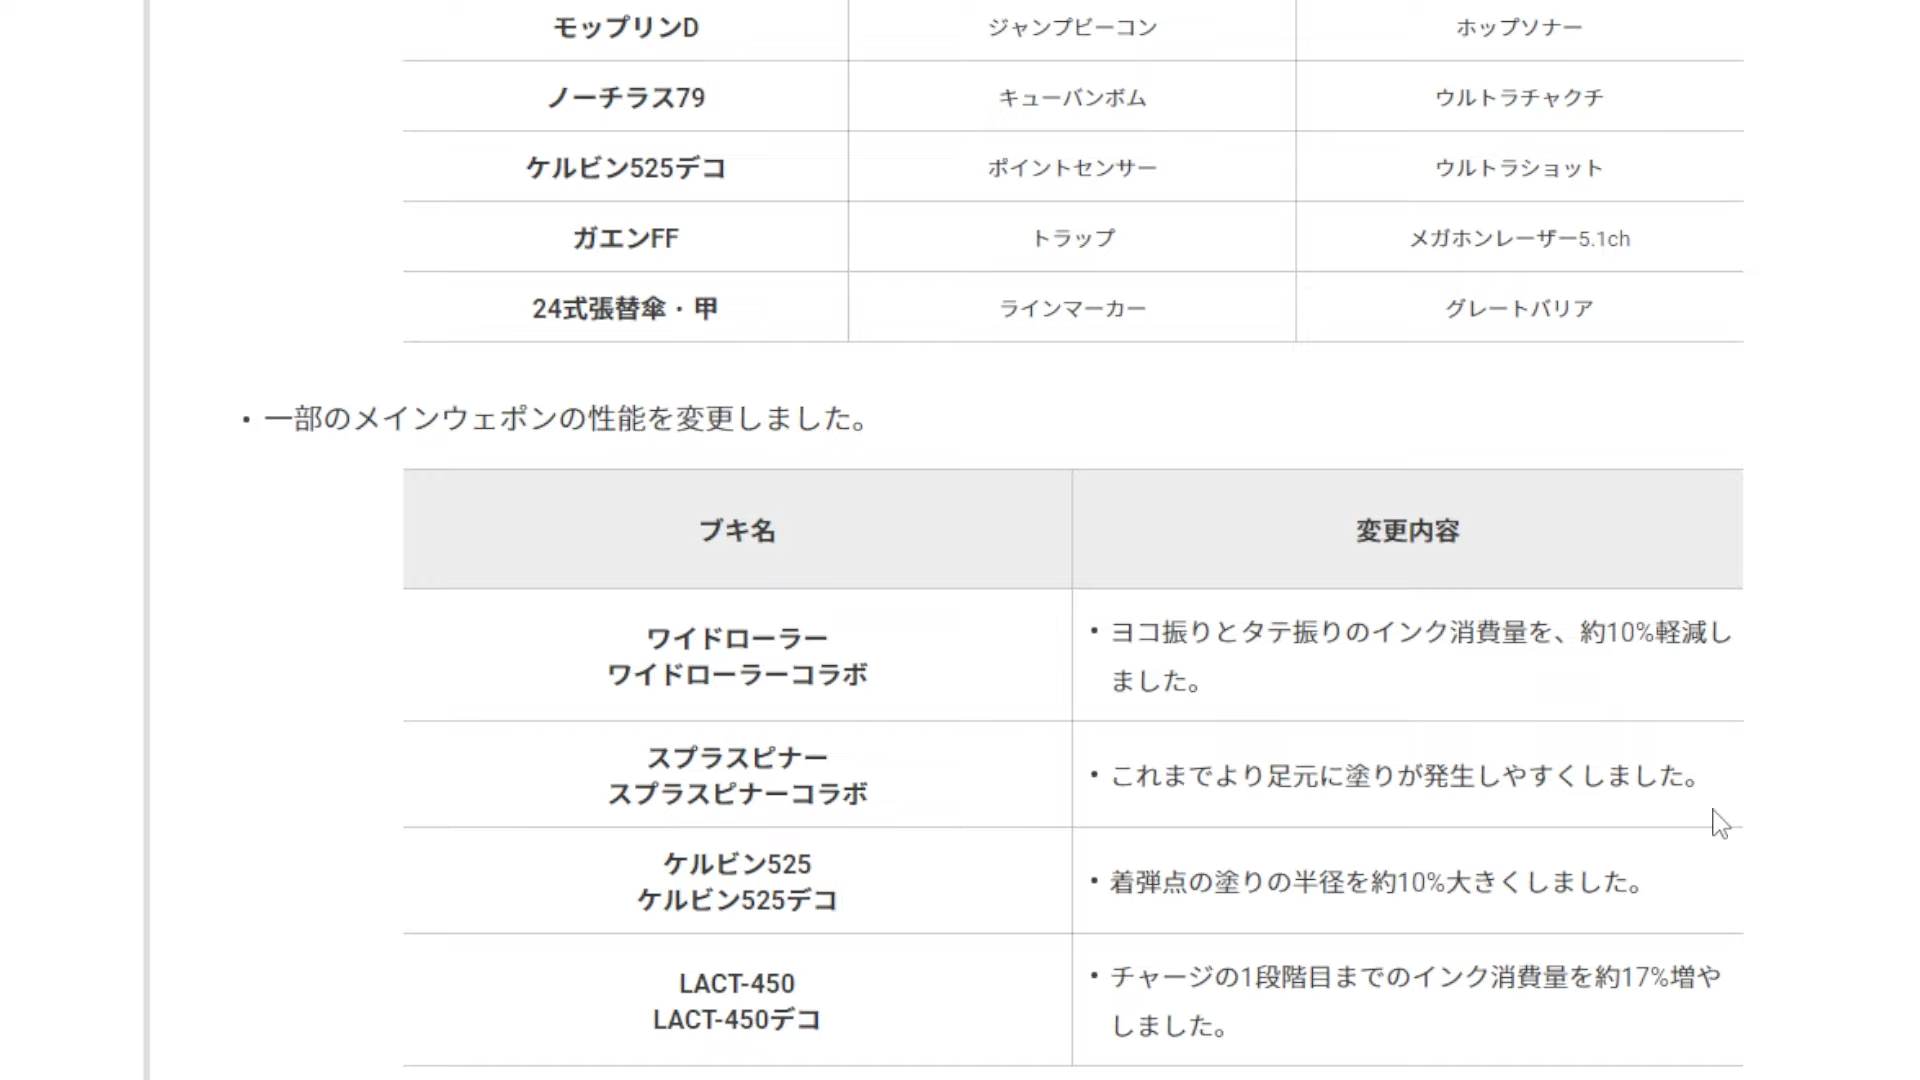 モップリンD ジャンプビーコン ホップソナー
ノーチラス79 キューバンボム ウルトラチャクチ
ケルビン525デコ ポイントセンサー ウルトラショット
ガエンFF トラップ メガホンレーザー5.1ch
24式張替傘・甲 ラインマーカー グレートバリア
・一部のメインウェポンの性能を変更しました。
ブキ名 変更内容
ワイドローラー
ワイドローラーコラボ
・ヨコ振りとタテ振りのインク消費量を、約10%軽減し
ました。
スプラスピナー
スプラスピナーコラボ
・これまでより足元に塗りが発生しやすくしました。
ケルビン525
ケルビン525デコ
・着弾点の塗りの半径を約10%大きくしました。
LACT-450
LACT-450デコ
・チャージの1段階目までのインク消費量を約17%増や
しました。